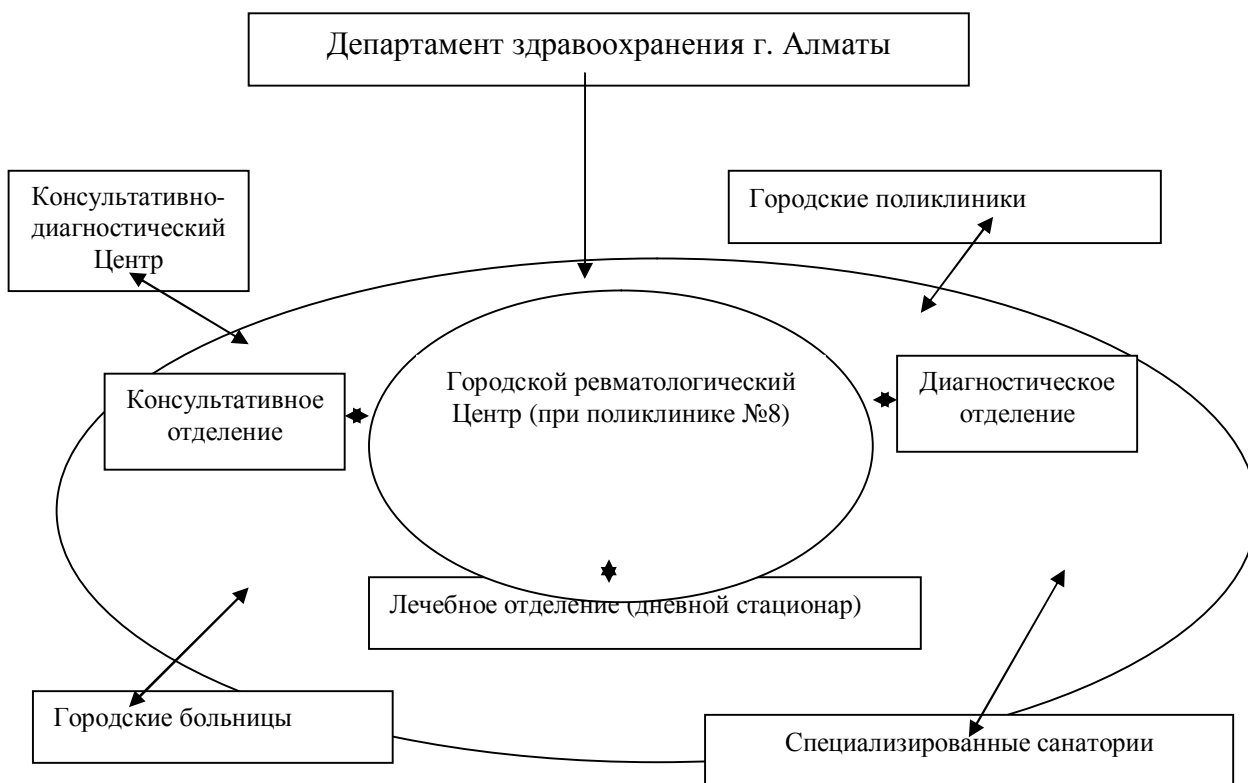 Департамент здравоохранения г. Алматы
Консультативно-
диагностический
Центр
Городские поликлиники
Консультативное
отделение
Городской ревматологический
Центр (при поликлинике №8)
Диагностическое
отделение
Лечебное отделение (дневной стационар)
Городские больницы
Специализированные санатории